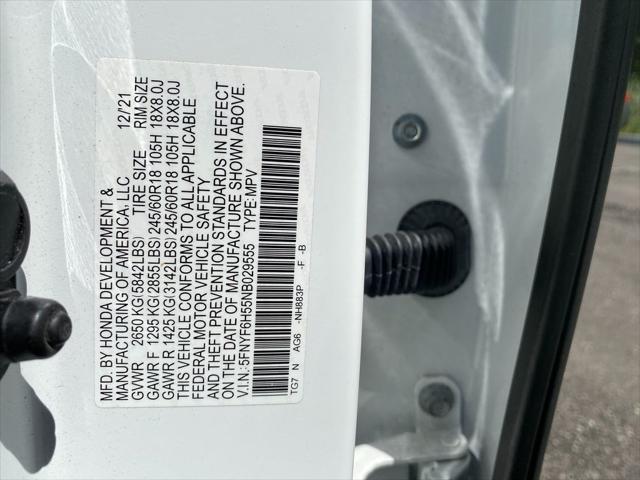 MFD. BY HONDA DEVELOPMENT &
MANUFACTURING OF AMERICA, LLC 12/21
GVWR 2650 KG(5842LBS) TIRE SIZE RIM SIZE
GAWR F 1295 KG(2855LBS) 245/60R18 105H 18X8.0J
GAWR R 1425 KG(3142LBS) 245/60R18 105H 18X8.0J
THIS VEHICLE CONFORMS TO ALL APPLICABLE
FEDERAL MOTOR VEHICLE SAFETY
AND THEFT PREVENTION STANDARDS IN EFFECT
ON THE DATE OF MANUFACTURE SHOWN ABOVE.
V.I.N.: 5FNYF6H55NB029555 TYPE: MPV
TG7 N AG6 -NH883P -F -B